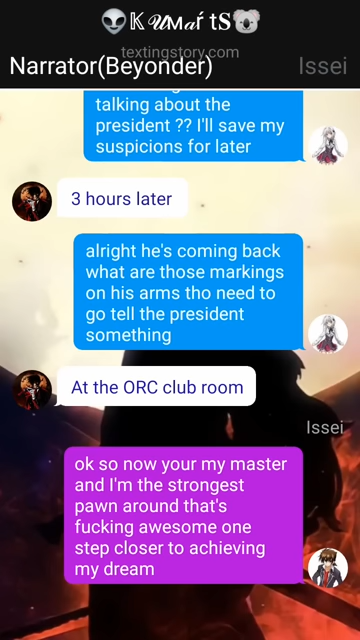 👽𝕂 𝓤ᴍᴀŕ tS🐨
textingstory.com
Narrator(Beyonder) Issei
talking about the
president ?? I'll save my
suspicions for later
3 hours later
alright he's coming back
what are those markings
on his arms tho need to
go tell the president
something
At the ORC club room
Issei
ok so now your my master
and I'm the strongest
pawn around that's
fucking awesome one
step closer to achieving
my dream